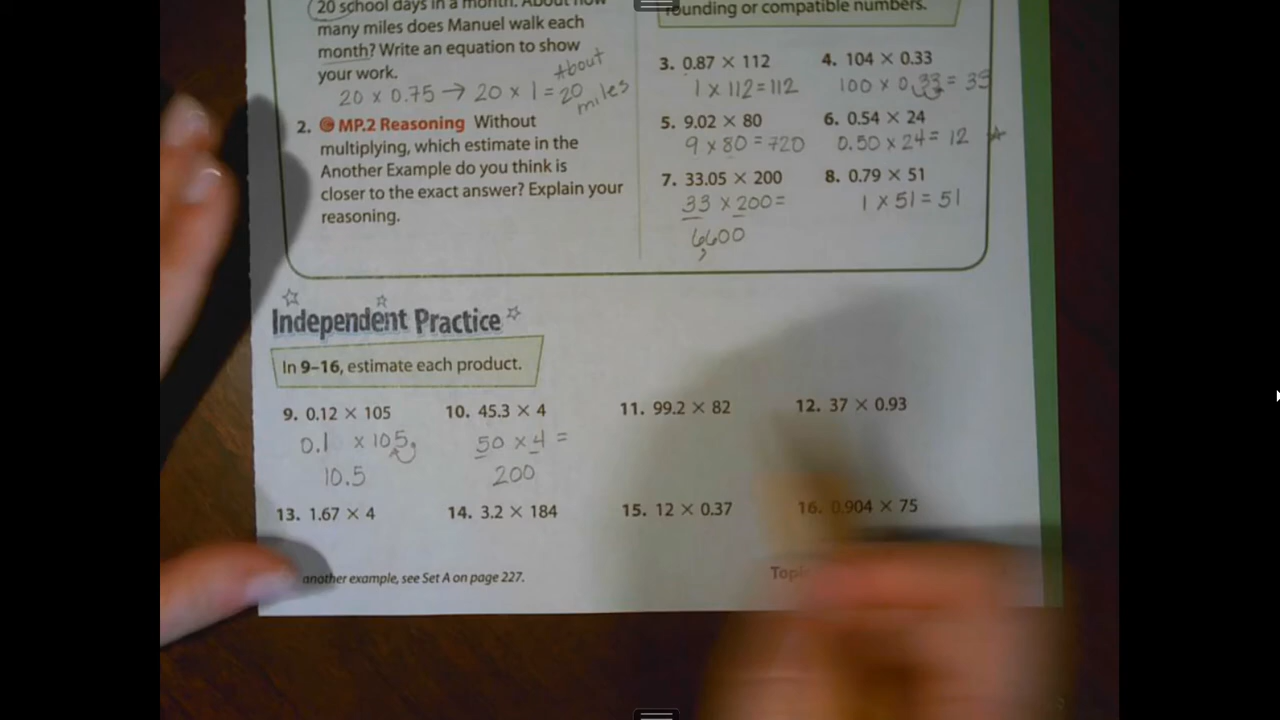 20 school days in a month. About how
many miles does Manuel walk each
month? Write an equation to show
your work.
20 × 0.75 → 20 × 1 = 20
About
miles
2. MP.2 Reasoning Without
multiplying, which estimate in the
Another Example do you think is
closer to the exact answer? Explain your
reasoning.
rounding or compatible numbers.
3. 0.87 × 112
1 × 112 = 112
4. 104 × 0.33
100 × 0.33 = 33
5. 9.02 × 80
9 × 80 = 720
6. 0.54 × 24
0.50 × 24 = 12
7. 33.05 × 200
33 × 200 =
6,600
8. 0.79 × 51
1 × 51 = 51
Independent Practice
In 9–16, estimate each product.
9. 0.12 × 105
0.1 × 105.
10.5
10. 45.3 × 4
50 × 4 =
200
11. 99.2 × 82
12. 37 × 0.93
13. 1.67 × 4
14. 3.2 × 184
15. 12 × 0.37
16. 0.904 × 75
another example, see Set A on page 227.